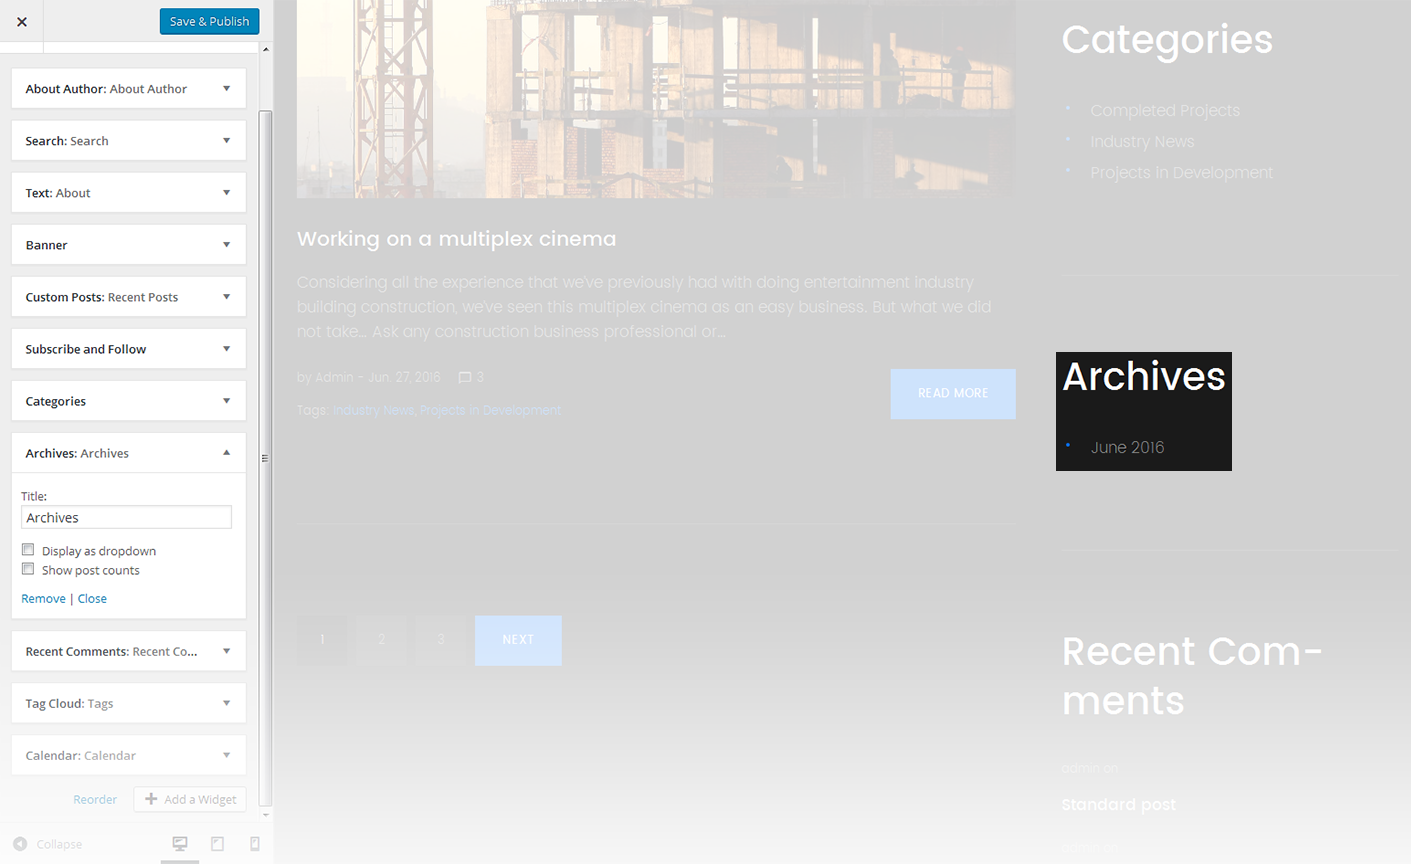 Save & Publish
About Author: About Author
Search: Search
Text: About
Banner
Custom Posts: Recent Posts
Subscribe and Follow
Categories
Archives: Archives
Title:
Archives
Display as dropdown
Show post counts
Remove | Close
Recent Comments: Recent Co...
Tag Cloud: Tags
Calendar: Calendar
Reorder
Add a Widget
Collapse
Working on a multiplex cinema
Considering all the experience that we've previously had with doing entertainment industry
building construction, we've seen this multiplex cinema as an easy business. But what we did
not take... Ask any construction business professional or...
by Admin - Jun. 27, 2016 3
Tags: Industry News, Projects in Development
READ MORE
1 2 3 NEXT
Categories
Completed Projects
Industry News
Projects in Development
Archives
June 2016
Recent Com-
ments
admin on
Standard post
admin on